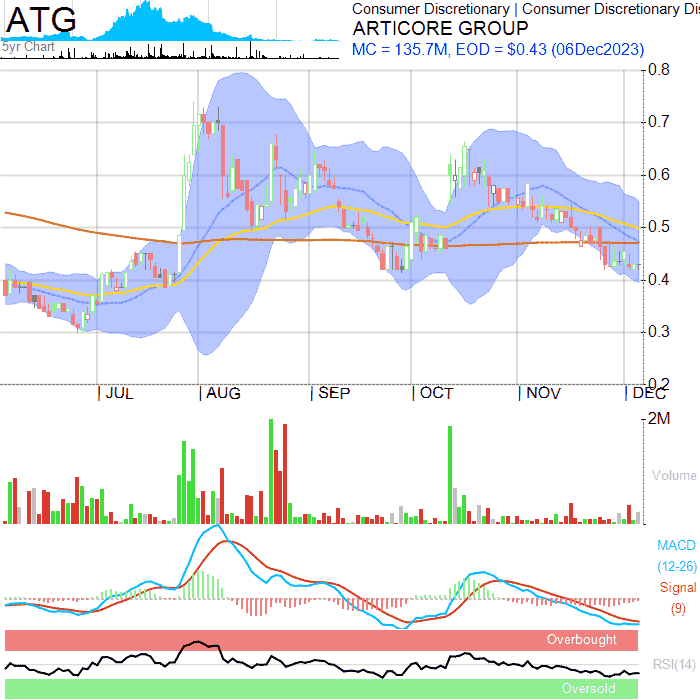 ATG
5yr Chart
Consumer Discretionary | Consumer Discretionary Dis
ARTICORE GROUP
MC = 135.7M, EOD = $0.43 (06Dec2023)
0.8
0.7
0.6
0.5
0.4
0.3
0.2
| JUL | AUG | SEP | OCT | NOV | DEC
2M
Volume
MACD
(12-26)
Signal
(9)
Overbought
RSI(14)
Oversold